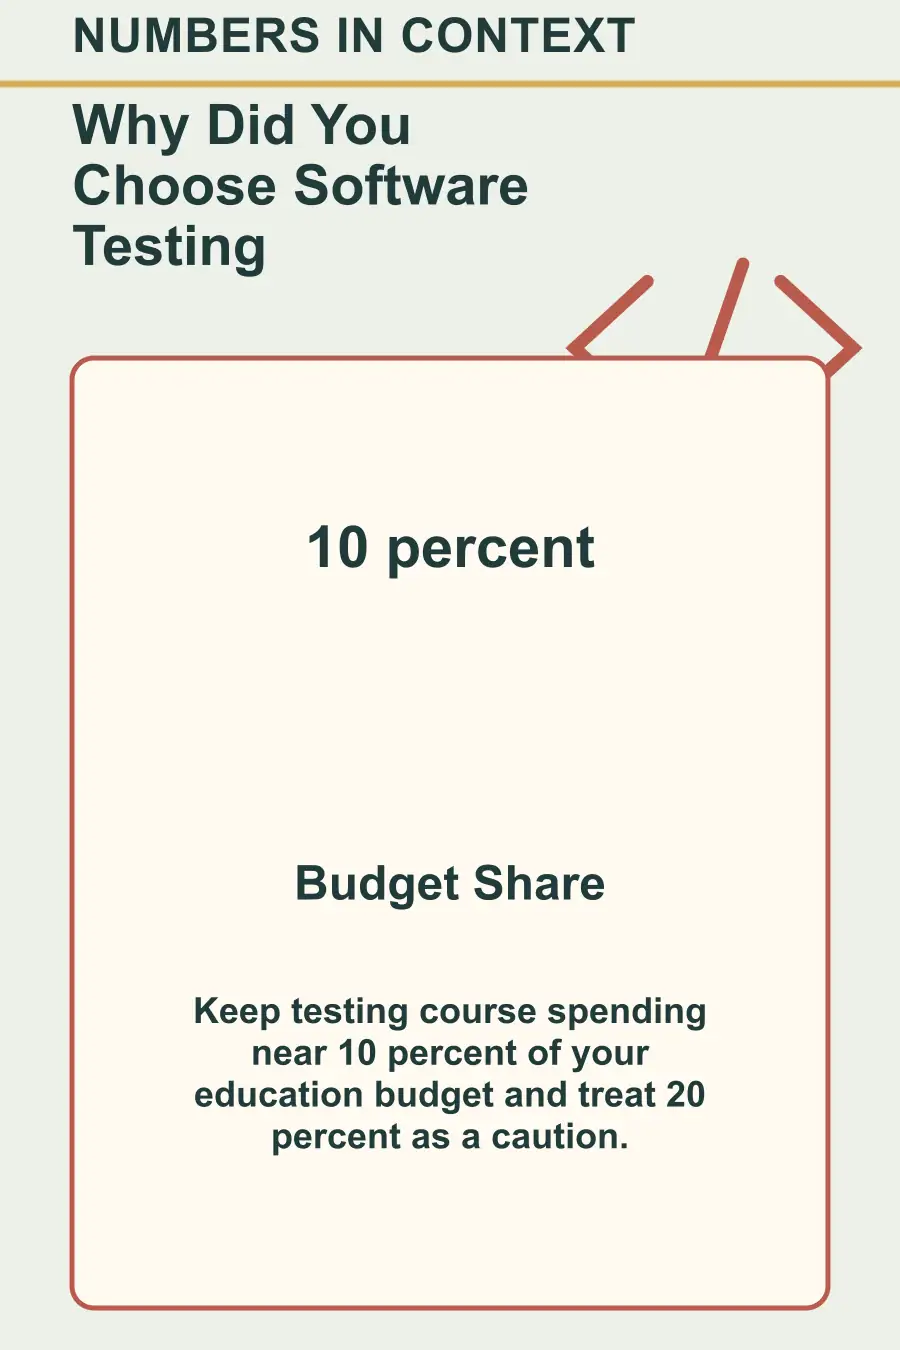 NUMBERS IN CONTEXT
Why Did You
Choose Software
Testing
10 percent
Budget Share
Keep testing course spending
near 10 percent of your
education budget and treat 20
percent as a caution.